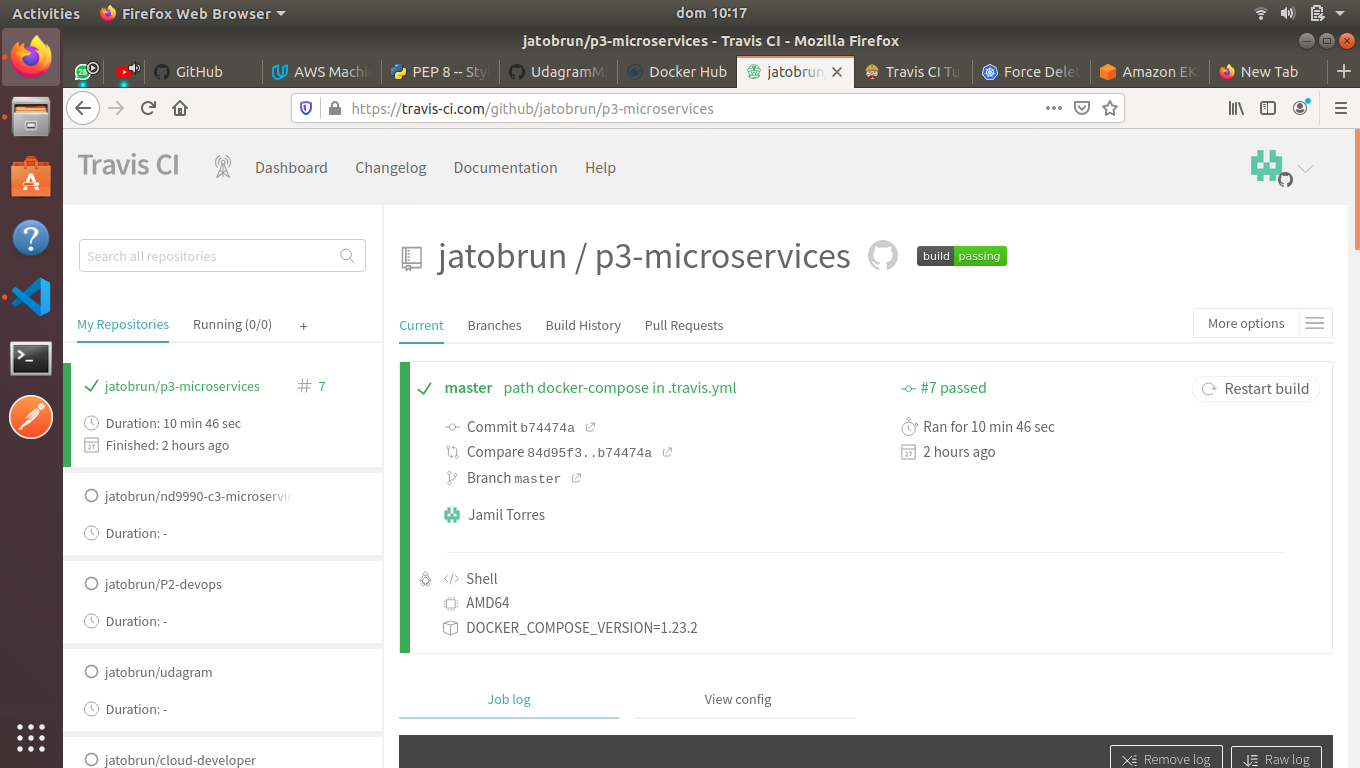 Activities Firefox Web Browser dom 10:17
jatobrun/p3-microservices - Travis CI - Mozilla Firefox
28 GitHub AWS Machi PEP 8 -- Sty UdagramM Docker Hub jatobrun/ Travis CI Tu Force Delet Amazon EK New Tab
https://travis-ci.com/github/jatobrun/p3-microservices
Travis CI Dashboard Changelog Documentation Help
Search all repositories
My Repositories Running (0/0) +
jatobrun/p3-microservices # 7
Duration: 10 min 46 sec
Finished: 2 hours ago
jatobrun/nd9990-c3-microservic
Duration: -
jatobrun/P2-devops
Duration: -
jatobrun/udagram
Duration: -
jatobrun/cloud-developer
jatobrun / p3-microservices build passing
Current Branches Build History Pull Requests More options
master path docker-compose in .travis.yml
#7 passed
Restart build
Commit b74474a
Ran for 10 min 46 sec
Compare 84d95f3..b74474a
2 hours ago
Branch master
Jamil Torres
Shell
AMD64
DOCKER_COMPOSE_VERSION=1.23.2
Job log View config
Remove log Raw log